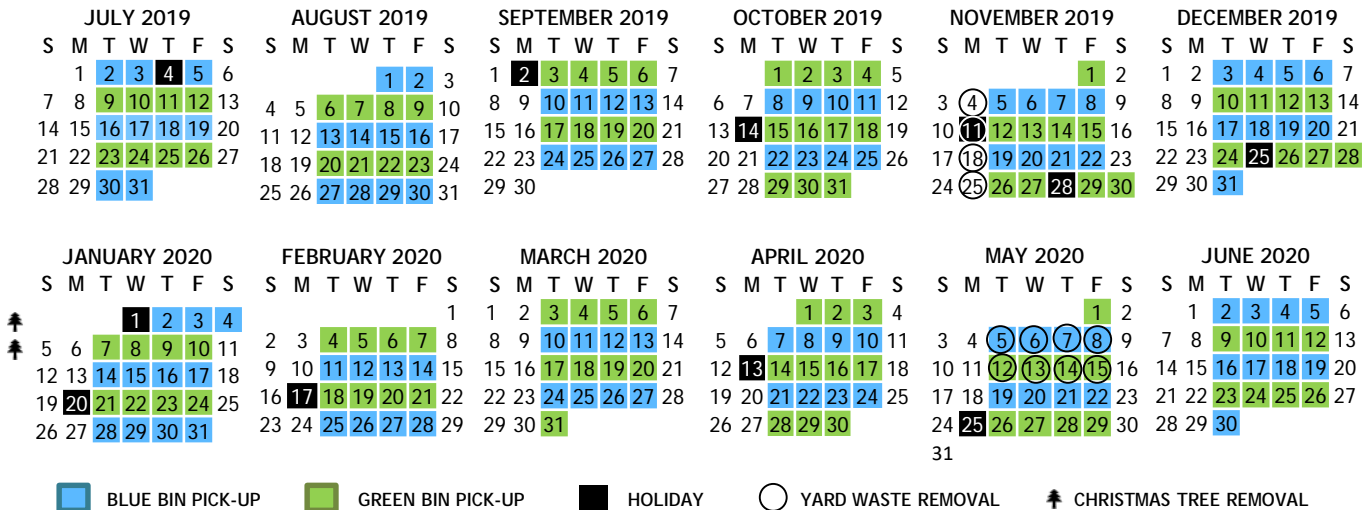 JULY 2019 AUGUST 2019 SEPTEMBER 2019 OCTOBER 2019 NOVEMBER 2019 DECEMBER 2019
S M T W T F S S M T W T F S S M T W T F S S M T W T F S S M T W T F S S M T W T F S
1 2 3 4 5 6 1 2 3 1 2 3 4 5 6 7 1 2 3 4 5 1 2 1 2 3 4 5 6 7
7 8 9 10 11 12 13 4 5 6 7 8 9 10 8 9 10 11 12 13 14 6 7 8 9 10 11 12 3 4 5 6 7 8 9 8 9 10 11 12 13 14
14 15 16 17 18 19 20 11 12 13 14 15 16 17 15 16 17 18 19 20 21 13 14 15 16 17 18 19 10 11 12 13 14 15 16 15 16 17 18 19 20 21
21 22 23 24 25 26 27 18 19 20 21 22 23 24 22 23 24 25 26 27 28 20 21 22 23 24 25 26 17 18 19 20 21 22 23 22 23 24 25 26 27 28
28 29 30 31 25 26 27 28 29 30 31 29 30 27 28 29 30 31 24 25 26 27 28 29 30 29 30 31
JANUARY 2020 FEBRUARY 2020 MARCH 2020 APRIL 2020 MAY 2020 JUNE 2020
S M T W T F S S M T W T F S S M T W T F S S M T W T F S S M T W T F S S M T W T F S
1 2 3 4 1 1 2 3 4 5 6 7 1 2 3 4 1 2 1 2 3 4 5 6
5 6 7 8 9 10 11 2 3 4 5 6 7 8 8 9 10 11 12 13 14 5 6 7 8 9 10 11 3 4 5 6 7 8 9 7 8 9 10 11 12 13
12 13 14 15 16 17 18 9 10 11 12 13 14 15 15 16 17 18 19 20 21 12 13 14 15 16 17 18 10 11 12 13 14 15 16 14 15 16 17 18 19 20
19 20 21 22 23 24 25 16 17 18 19 20 21 22 22 23 24 25 26 27 28 19 20 21 22 23 24 25 17 18 19 20 21 22 23 21 22 23 24 25 26 27
26 27 28 29 30 31 23 24 25 26 27 28 29 29 30 31 26 27 28 29 30 24 25 26 27 28 29 30 28 29 30
31
BLUE BIN PICK-UP GREEN BIN PICK-UP HOLIDAY YARD WASTE REMOVAL CHRISTMAS TREE REMOVAL